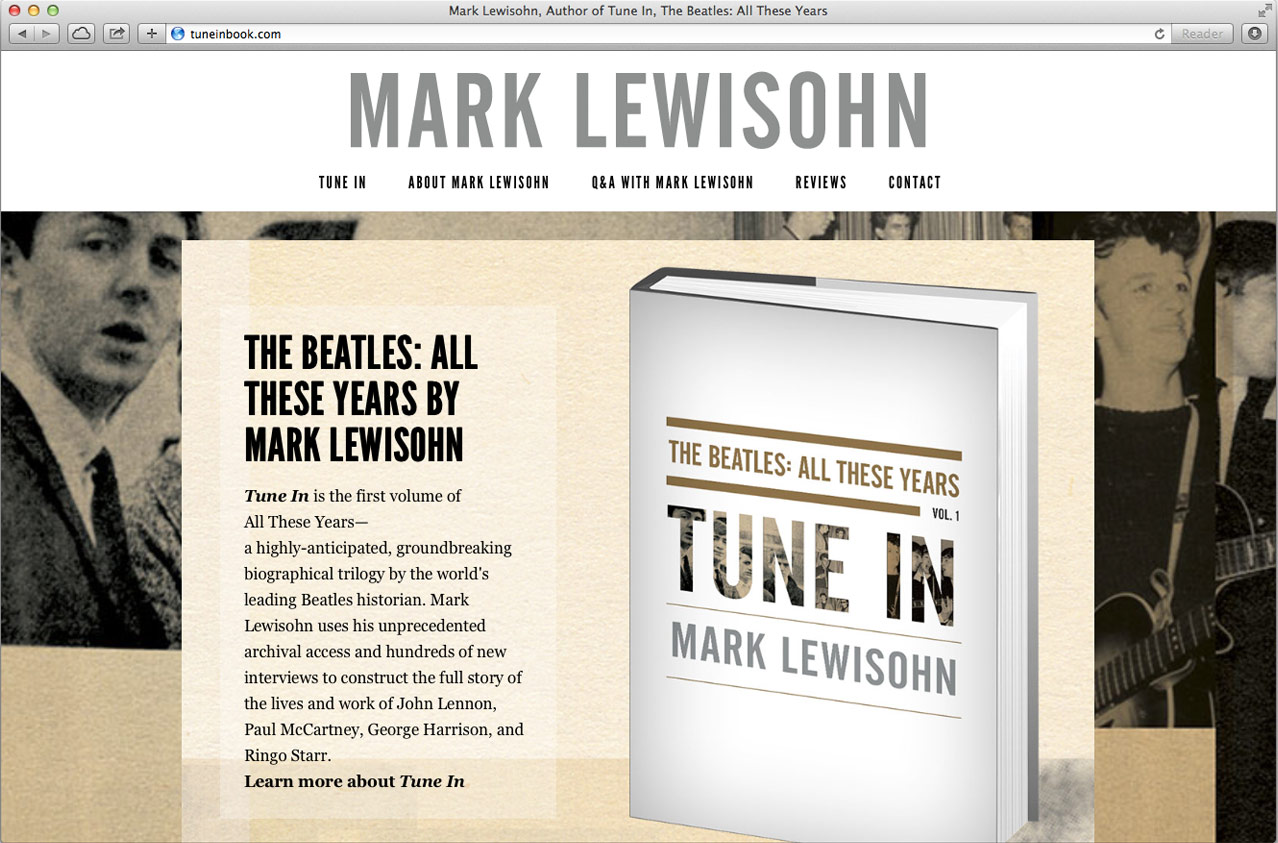 Mark Lewisohn, Author of Tune In, The Beatles: All These Years
tuneinbook.com
Reader
MARK LEWISOHN
TUNE IN
ABOUT MARK LEWISOHN
Q&A WITH MARK LEWISOHN
REVIEWS
CONTACT
THE BEATLES: ALL
THESE YEARS BY
MARK LEWISOHN
Tune In is the first volume of
All These Years—
a highly-anticipated, groundbreaking
biographical trilogy by the world's
leading Beatles historian. Mark
Lewisohn uses his unprecedented
archival access and hundreds of new
interviews to construct the full story of
the lives and work of John Lennon,
Paul McCartney, George Harrison, and
Ringo Starr.
Learn more about Tune In
THE BEATLES: ALL THESE YEARS
VOL. 1
TUNE IN
MARK LEWISOHN